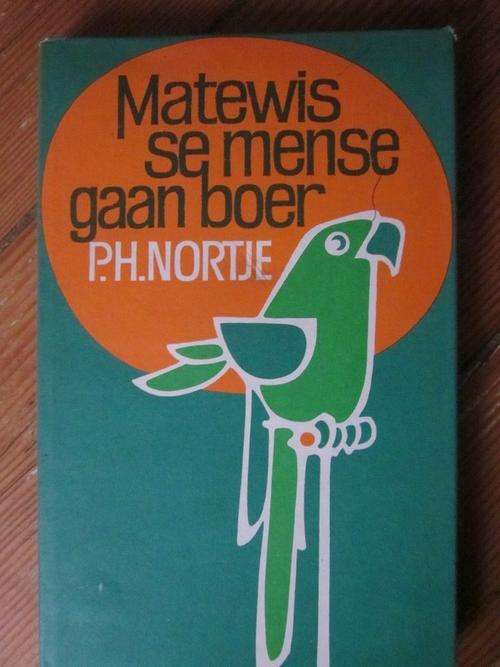 Matewis
se mense
gaan boer
P.H. NORTJE